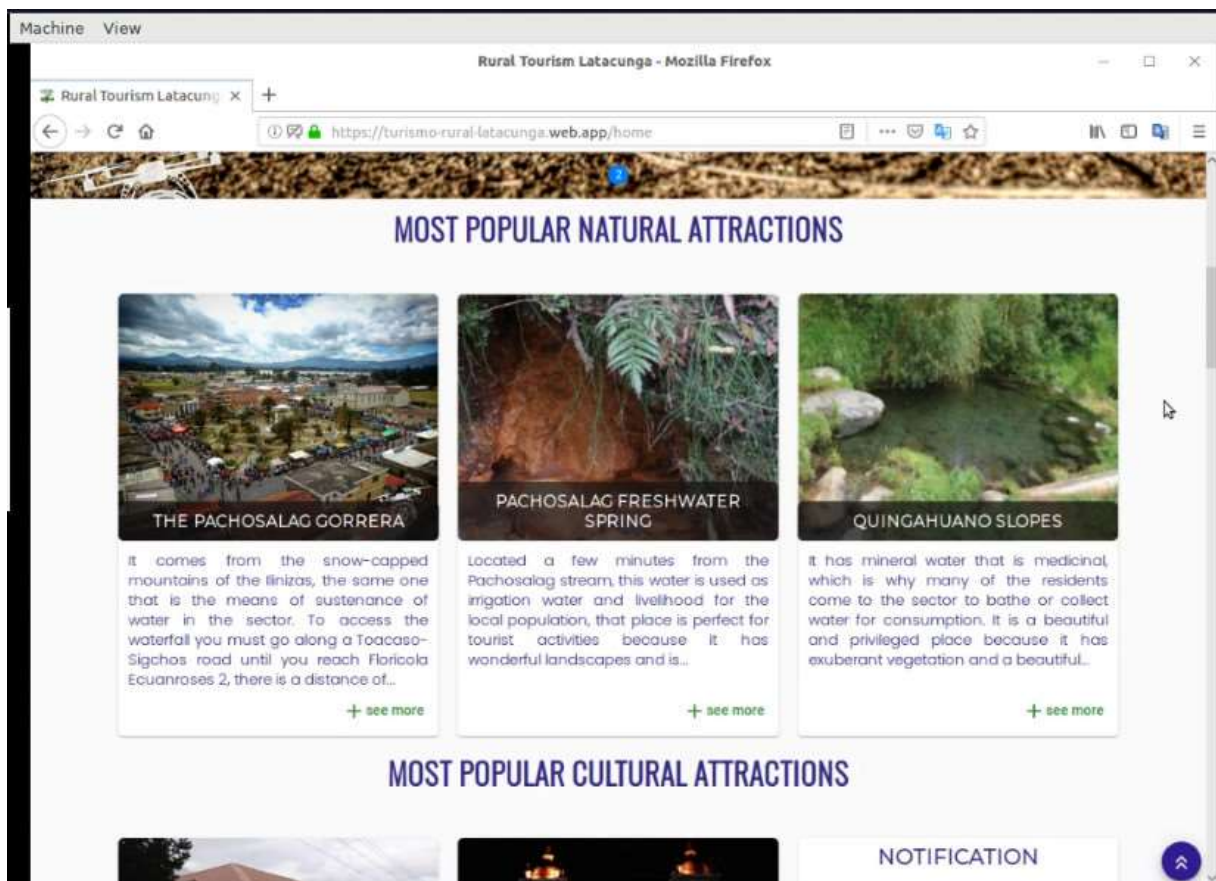 Machine View
Rural Tourism Latacunga - Mozilla Firefox
Rural Tourism Latacung
https://turismo-rural-latacunga.web.app/home
2
MOST POPULAR NATURAL ATTRACTIONS
THE PACHOSALAG GORRERA
It comes from the snow-capped
mountains of the Ilinizas, the same one
that is the means of sustenance of
water in the sector. To access the
waterfall you must go along a Toacaso-
Sigchos road until you reach Floricola
Ecuanroses 2, there is a distance of...
+ see more
PACHOSALAG FRESHWATER
SPRING
Located a few minutes from the
Pachosalag stream, this water is used as
irrigation water and livelihood for the
local population, that place is perfect for
tourist activities because it has
wonderful landscapes and is...
+ see more
QUINGAHUANO SLOPES
It has mineral water that is medicinal,
which is why many of the residents
come to the sector to bathe or collect
water for consumption. It is a beautiful
and privileged place because it has
exuberant vegetation and a beautiful...
+ see more
MOST POPULAR CULTURAL ATTRACTIONS
NOTIFICATION